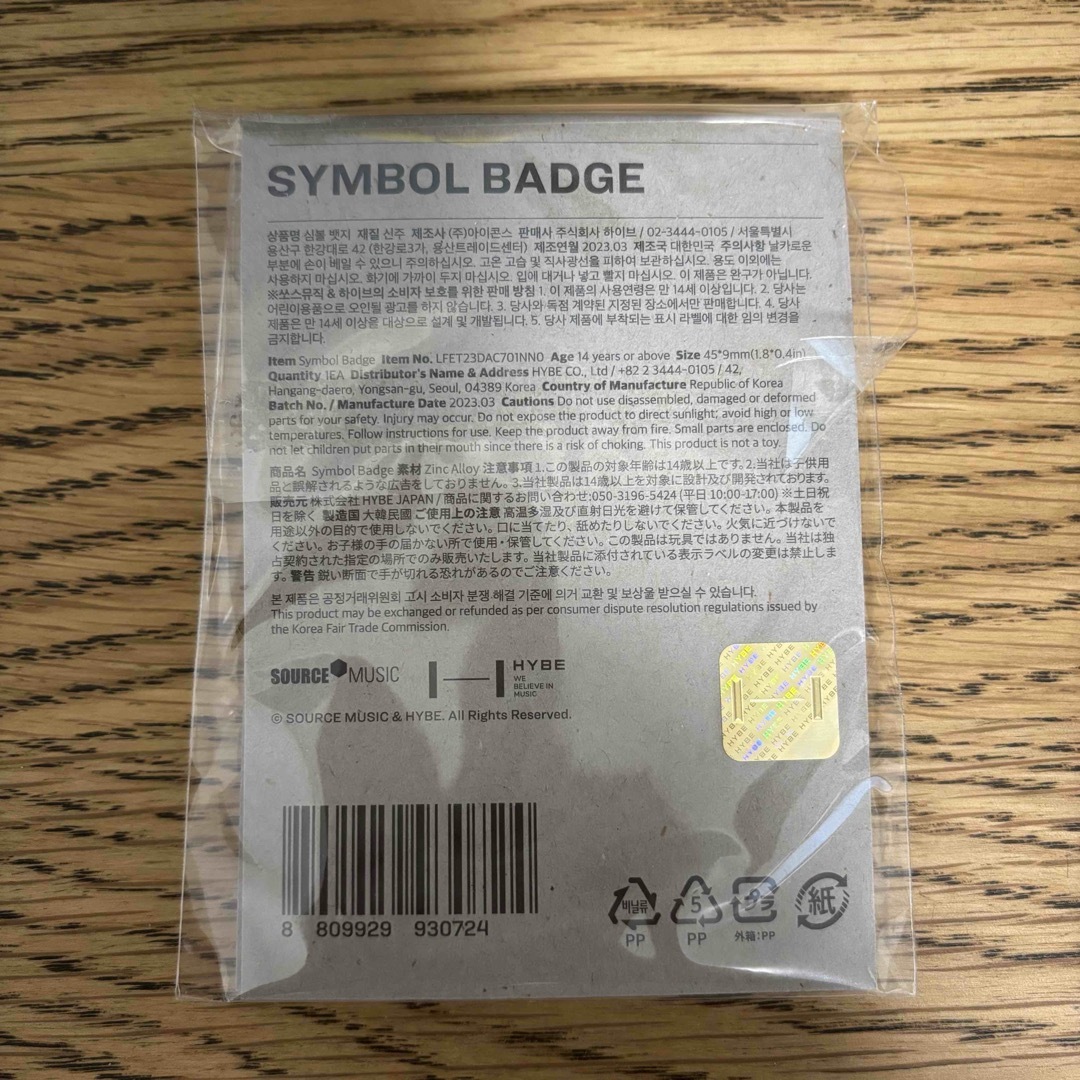 SYMBOL BADGE
상품명 심볼 뱃지 재질 신주 제조사 (주)아이콘스 판매사 주식회사 하이브 / 02-3444-0105 / 서울특별시
용산구 한강대로 42 (한강로3가, 용산트레이드센터) 제조연월 2023.03 제조국 대한민국 주의사항 날카로운
부분에 손이 베일 수 있으니 주의하십시오. 고온 고습 및 직사광선을 피하여 보관하십시오. 용도 이외에는
사용하지 마십시오. 화기에 가까이 두지 마십시오. 입에 대거나 넣고 빨지 마십시오. 이 제품은 완구가 아닙니다.
※쏘스뮤직 & 하이브의 소비자 보호를 위한 판매 방침 1. 이 제품의 사용연령은 만 14세 이상입니다. 2. 당사는
어린이용품으로 오인될 광고를 하지 않습니다. 3. 당사와 독점 계약된 지정된 장소에서만 판매합니다. 4. 당사
제품은 만 14세 이상을 대상으로 설계 및 개발됩니다. 5. 당사 제품에 부착되는 표시 라벨에 대한 임의 변경을
금지합니다.
Item Symbol Badge Item No. LFET23DAC701NN0 Age 14 years or above Size 45*9mm(1.8*0.4in)
Quantity 1EA Distributor's Name & Address HYBE CO., Ltd / +82 2 3444-0105 / 42,
Hangang-daero, Yongsan-gu, Seoul, 04389 Korea Country of Manufacture Republic of Korea
Batch No. / Manufacture Date 2023.03 Cautions Do not use disassembled, damaged or deformed
parts for your safety. Injury may occur. Do not expose the product to direct sunlight; avoid high or low
temperatures. Follow instructions for use. Keep the product away from fire. Small parts are enclosed. Do
not let children put parts in their mouth since there is a risk of choking. This product is not a toy.
商品名 Symbol Badge 素材 Zinc Alloy 注意事項 1.この製品の対象年齢は14歳以上です。2.当社は子供用
品と誤解されるような広告をしておりません。3.当社製品は14歳以上を対象に設計及び開発されております。
販売元 株式会社 HYBE JAPAN / 商品に関するお問い合わせ:050-3196-5424 (平日 10:00-17:00) ※土日祝
日を除く 製造国 大韓民國 ご使用上の注意 高温多湿及び直射日光を避けて保管してください。本製品を
用途以外の目的で使用しないでください。口に当てたり、舐めたりしないでください。火気に近づけないで
ください。お子様の手の届かない所で使用・保管してください。この製品は玩具ではありません。当社は独
占契約された指定の場所でのみ販売いたします。当社製品に添付されている表示ラベルの変更は禁止しま
す。警告 鋭い断面で手が切れる恐れがあるのでご注意ください。
본 제품은 공정거래위원회 고시 소비자 분쟁 해결 기준에 의거 교환 및 보상을 받으실 수 있습니다.
This product may be exchanged or refunded as per consumer dispute resolution regulations issued by
the Korea Fair Trade Commission.
SOURCE MUSIC
HYBE
WE
BELIEVE IN
MUSIC
© SOURCE MUSIC & HYBE. All Rights Reserved.
HYBE HYBE HYBE
8 809929 930724
비닐류
PP
5
PP
プラ
外箱:PP
紙